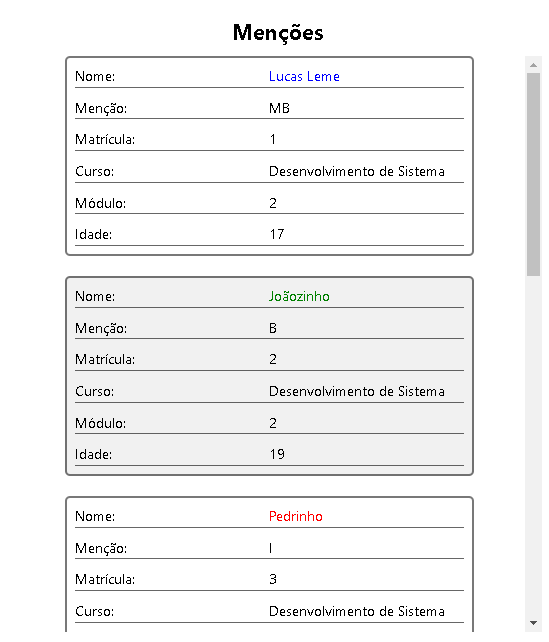 Menções
Nome: Lucas Leme
Menção: MB
Matrícula: 1
Curso: Desenvolvimento de Sistema
Módulo: 2
Idade: 17
Nome: Joãozinho
Menção: B
Matrícula: 2
Curso: Desenvolvimento de Sistema
Módulo: 2
Idade: 19
Nome: Pedrinho
Menção: I
Matrícula: 3
Curso: Desenvolvimento de Sistema